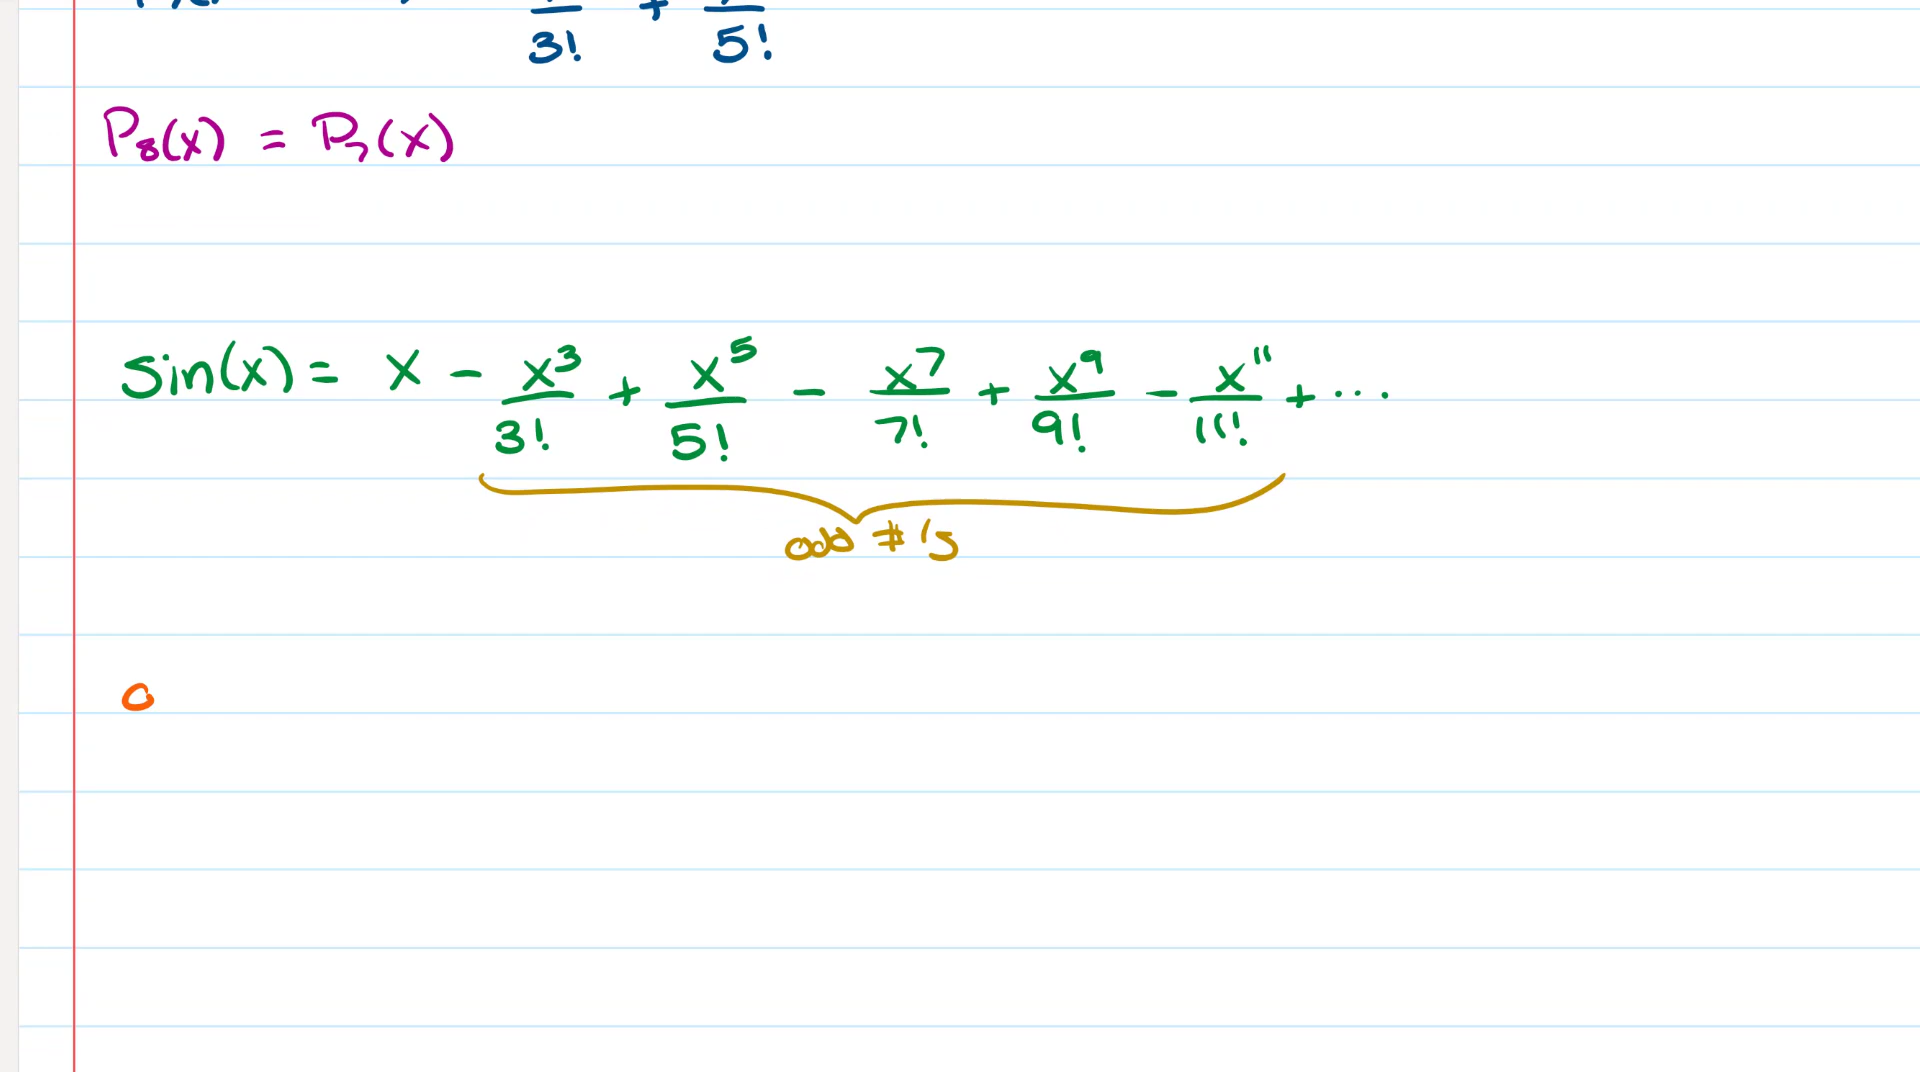 3! + 5!
P₈(x) = P₇(x)
sin(x) = x - x³/3! + x⁵/5! - x⁷/7! + x⁹/9! - x¹¹/11! + ...
odd #'s
o